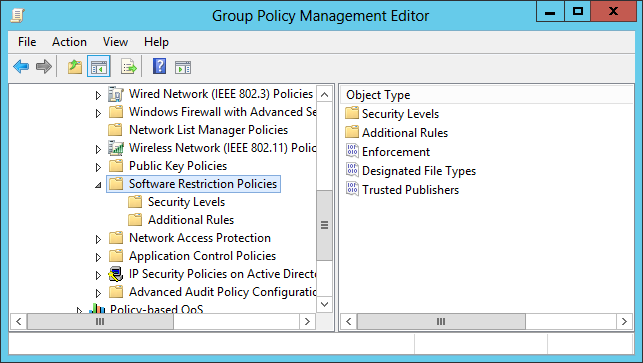 Group Policy Management Editor
File Action View Help
Wired Network (IEEE 802.3) Policies
Windows Firewall with Advanced Se
Network List Manager Policies
Wireless Network (IEEE 802.11) Polic
Public Key Policies
Software Restriction Policies
Security Levels
Additional Rules
Network Access Protection
Application Control Policies
IP Security Policies on Active Direct
Advanced Audit Policy Configuratio
Policy-based QoS
Object Type
Security Levels
Additional Rules
Enforcement
Designated File Types
Trusted Publishers